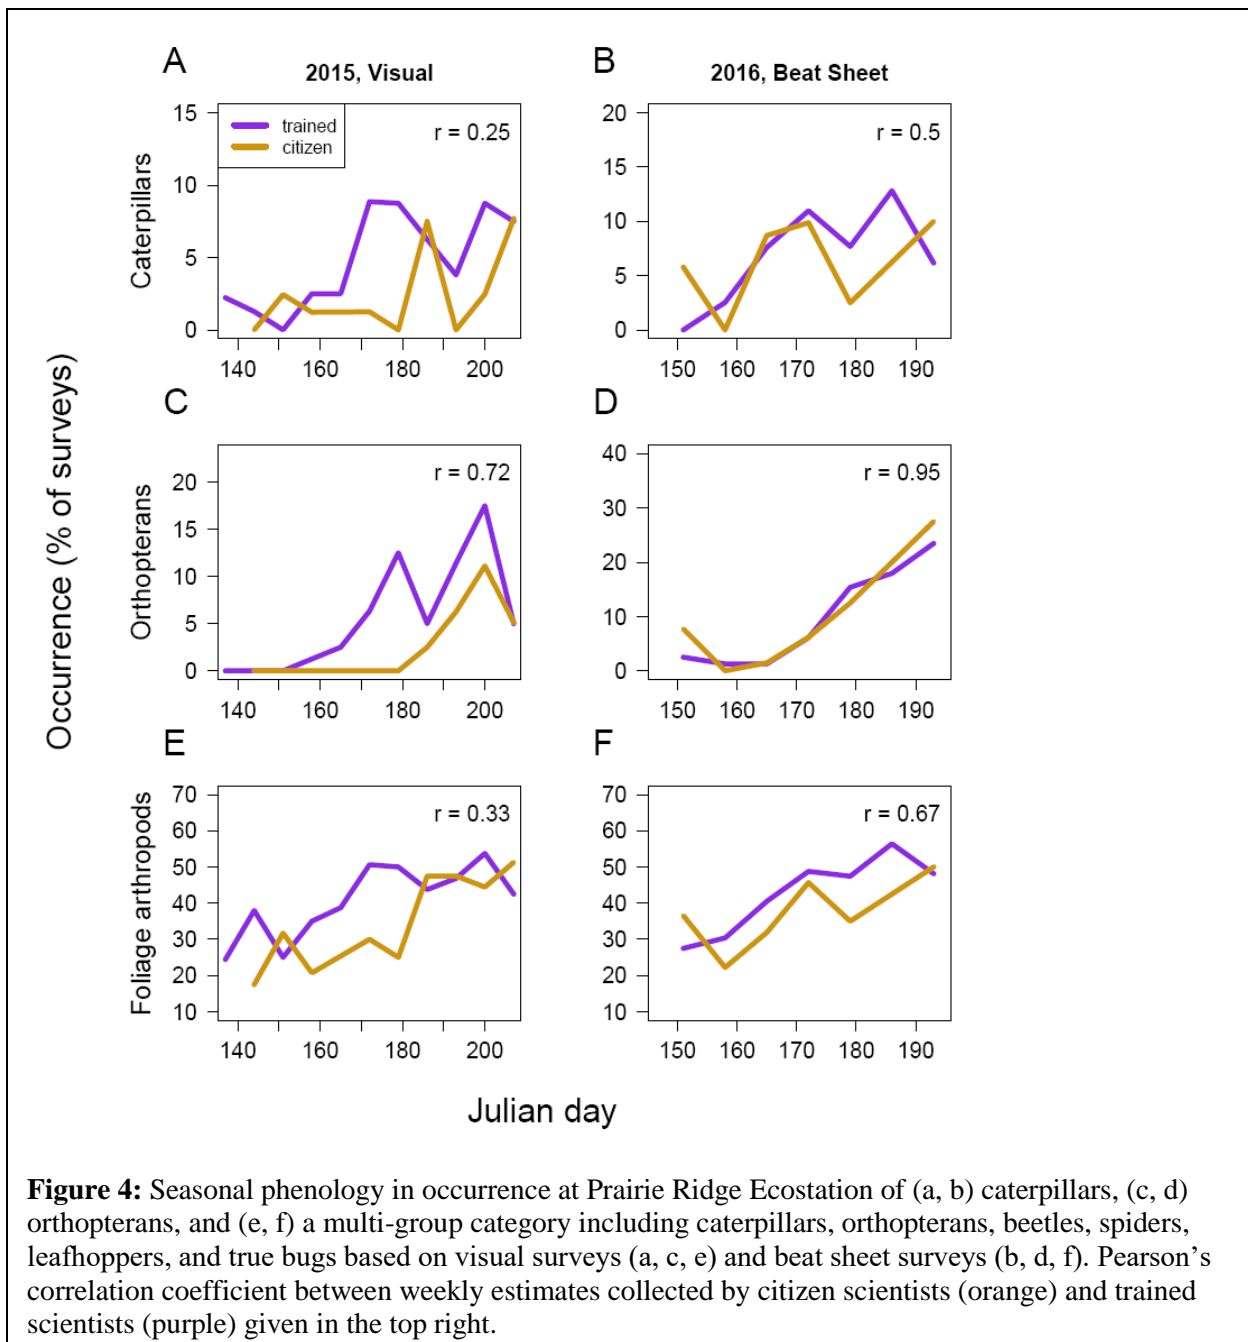 A
2015, Visual
B
2016, Beat Sheet
trained
citizen
r = 0.25
r = 0.5
15
10
5
0
20
15
10
5
0
Caterpillars
140
160
180
200
150
160
170
180
190
C
D
r = 0.72
r = 0.95
20
15
10
5
0
40
30
20
10
0
Orthopterans
140
160
180
200
150
160
170
180
190
Occurrence (% of surveys)
E
F
r = 0.33
r = 0.67
70
60
50
40
30
20
10
70
60
50
40
30
20
10
Foliage arthropods
140
160
180
200
150
160
170
180
190
Julian day
Figure 4: Seasonal phenology in occurrence at Prairie Ridge Ecostation of (a, b) caterpillars, (c, d)
orthopterans, and (e, f) a multi-group category including caterpillars, orthopterans, beetles, spiders,
leafhoppers, and true bugs based on visual surveys (a, c, e) and beat sheet surveys (b, d, f). Pearson’s
correlation coefficient between weekly estimates collected by citizen scientists (orange) and trained
scientists (purple) given in the top right.